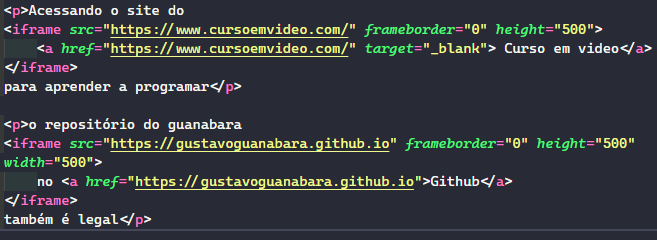 <p>Acessando o site do
<iframe src="https://www.cursoemvideo.com/" frameborder="0" height="500">
<a href="https://www.cursoemvideo.com/" target="_blank"> Curso em video</a>
</iframe>
para aprender a programar</p>
<p>o repositório do guanabara
<iframe src="https://gustavoguanabara.github.io" frameborder="0" height="500"
width="500">
no <a href="https://gustavoguanabara.github.io">Github</a>
</iframe>
também é legal</p>